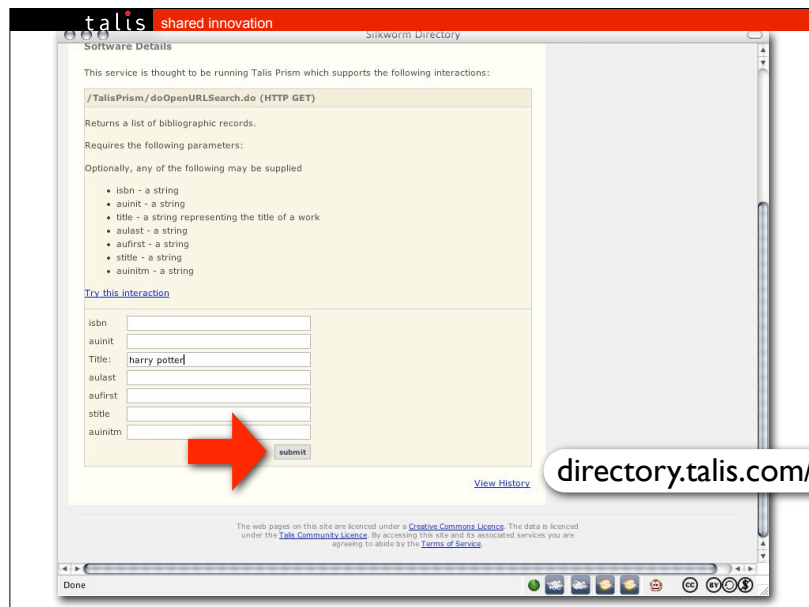 talis shared innovation
Silkworm Directory
Software Details
This service is thought to be running Talis Prism which supports the following interactions:
/TalisPrism/doOpenURLSearch.do (HTTP GET)
Returns a list of bibliographic records.
Requires the following parameters:
Optionally, any of the following may be supplied
• isbn - a string
• auinit - a string
• title - a string representing the title of a work
• aulast - a string
• aufirst - a string
• stitle - a string
• auinitm - a string
Try this interaction
isbn
auinit
Title: harry potter
aulast
aufirst
stitle
auinitm
submit
directory.talis.com/
View History
The web pages on this site are licenced under a Creative Commons Licence. The data is licenced
under the Talis Community Licence. By accessing this site and its associated services you are
agreeing to abide by the Terms of Service.
Done
cc BY $